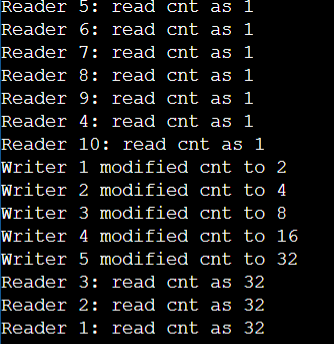 Reader 5: read cnt as 1
Reader 6: read cnt as 1
Reader 7: read cnt as 1
Reader 8: read cnt as 1
Reader 9: read cnt as 1
Reader 4: read cnt as 1
Reader 10: read cnt as 1
Writer 1 modified cnt to 2
Writer 2 modified cnt to 4
Writer 3 modified cnt to 8
Writer 4 modified cnt to 16
Writer 5 modified cnt to 32
Reader 3: read cnt as 32
Reader 2: read cnt as 32
Reader 1: read cnt as 32